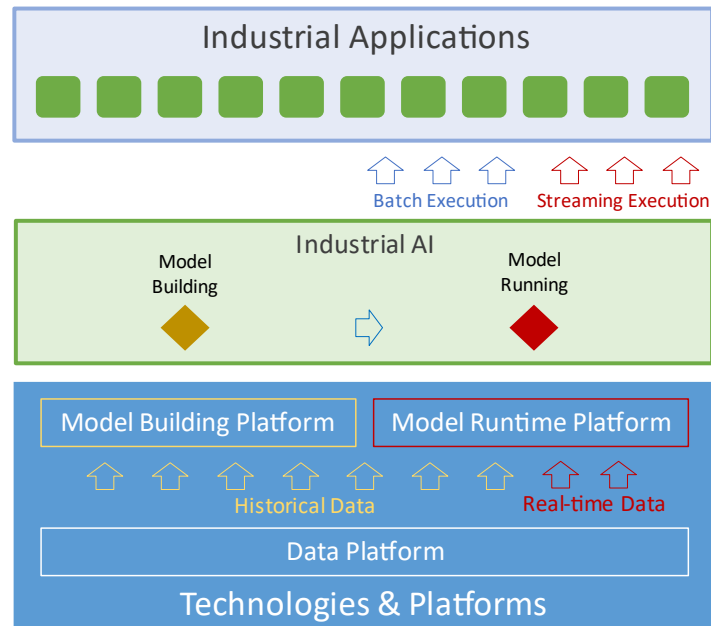 Industrial Applications
Batch Execution
Streaming Execution
Industrial AI
Model
Building
Model
Running
Model Building Platform
Model Runtime Platform
Historical Data
Real-time Data
Data Platform
Technologies & Platforms